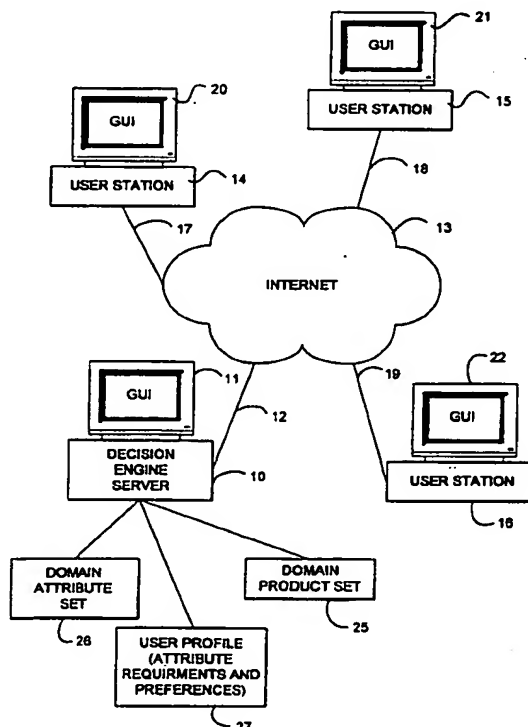 21
GUI
20
USER STATION
15
GUI
USER STATION
14
18
13
17
INTERNET
22
19
11
GUI
12
GUI
DECISION
ENGINE
SERVER
10
USER STATION
16
DOMAIN
ATTRIBUTE
SET
DOMAIN
PRODUCT SET
26
25
USER PROFILE
(ATTRIBUTE
REQUIRMENTS AND
PREFERENCES)
27